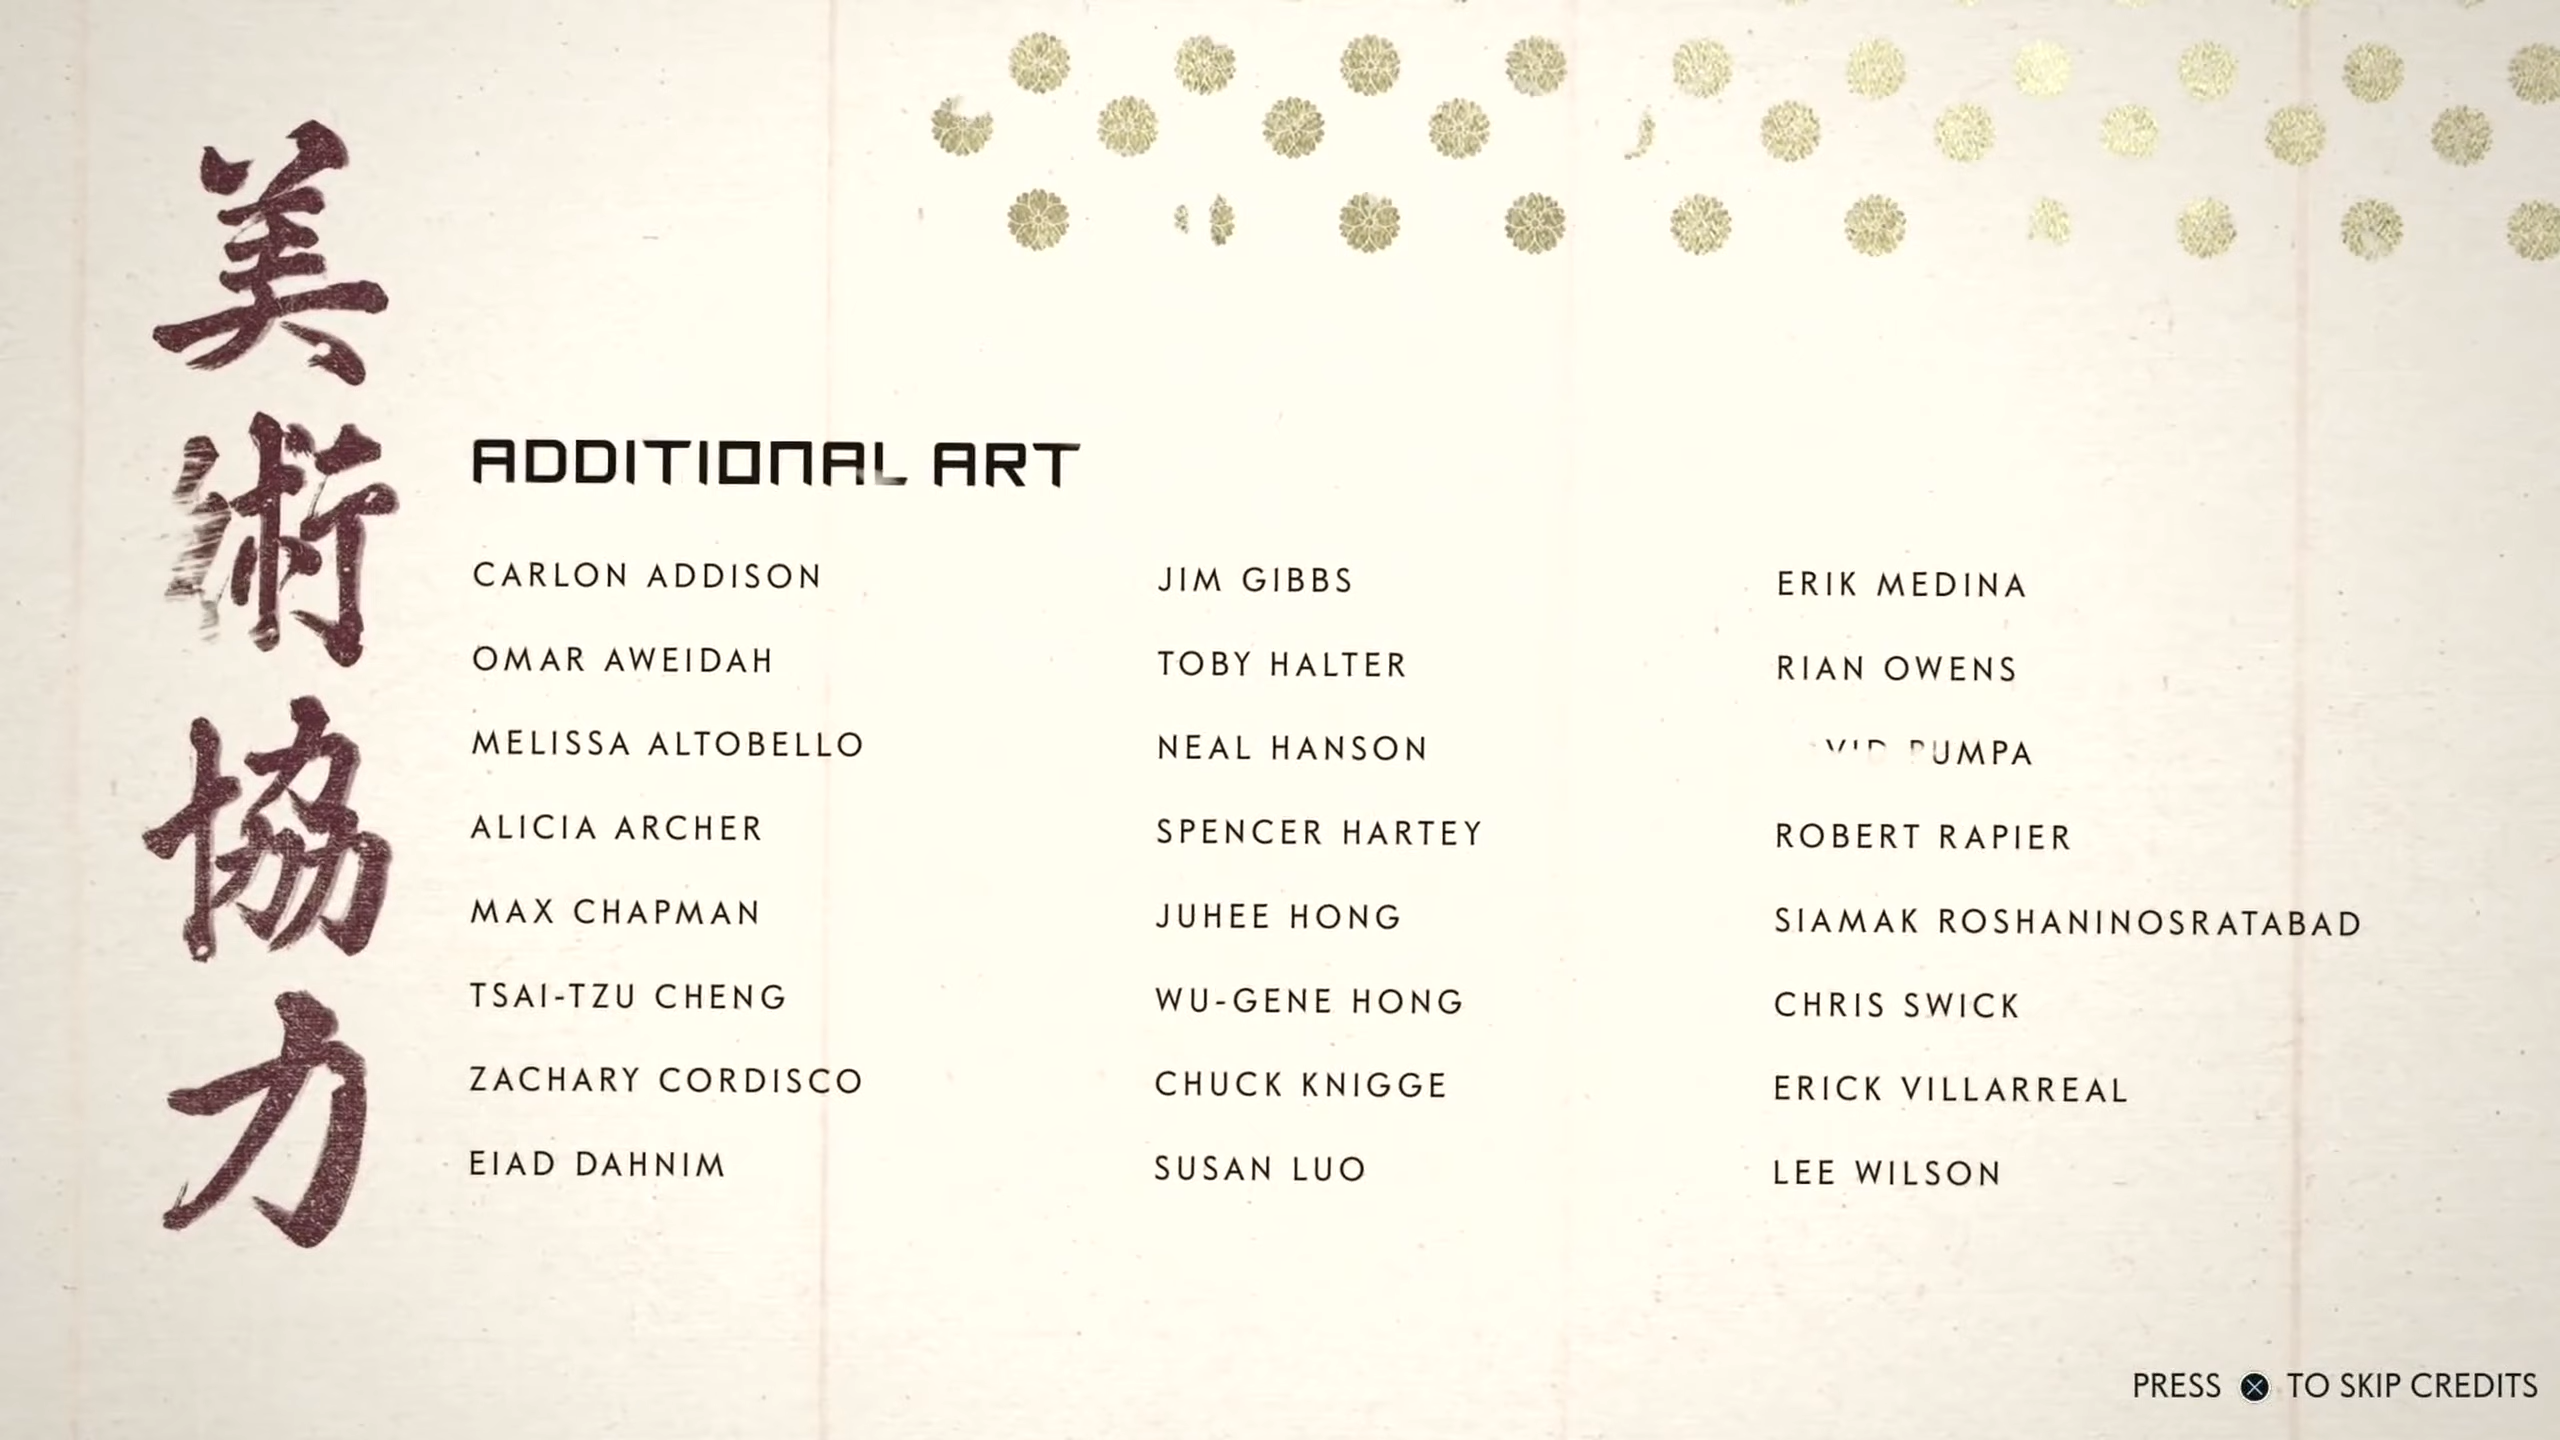 美術協力
ADDITIONAL ART
CARLON ADDISON
OMAR AWEIDAH
MELISSA ALTOBELLO
ALICIA ARCHER
MAX CHAPMAN
TSAI-TZU CHENG
ZACHARY CORDISCO
EIAD DAHNIM
JIM GIBBS
TOBY HALTER
NEAL HANSON
SPENCER HARTEY
JUHEE HONG
WU-GENE HONG
CHUCK KNIGGE
SUSAN LUO
ERIK MEDINA
RIAN OWENS
ROBERT RAPIER
SIAMAK ROSHANINOSRATABAD
CHRIS SWICK
ERICK VILLARREAL
LEE WILSON
PRESS TO SKIP CREDITS